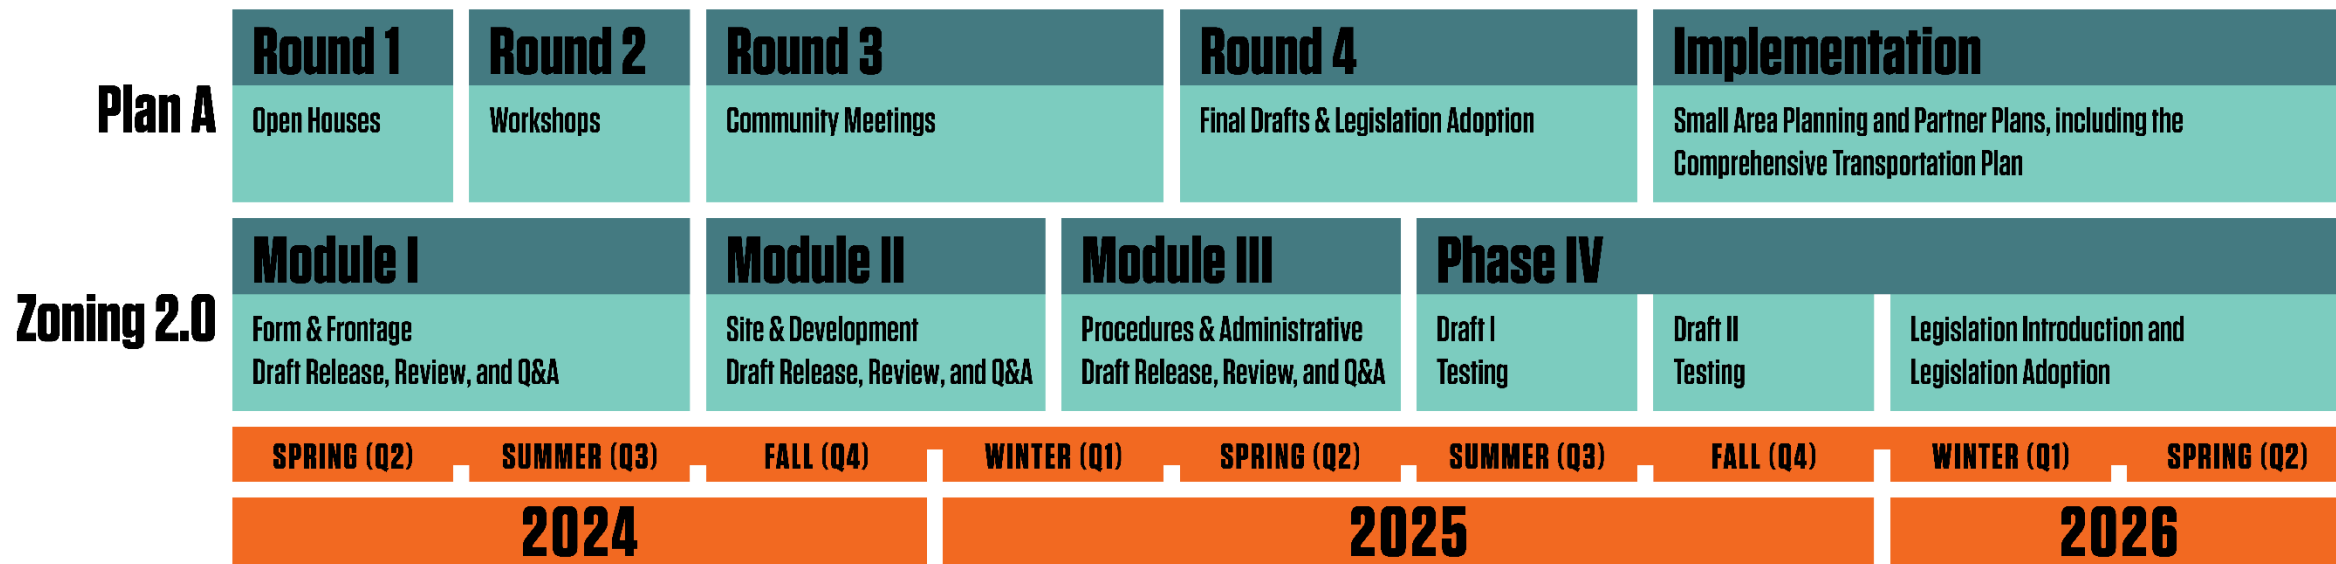 Plan A
Round 1
Open Houses
Round 2
Workshops
Round 3
Community Meetings
Round 4
Final Drafts & Legislation Adoption
Implementation
Small Area Planning and Partner Plans, including the
Comprehensive Transportation Plan
Zoning 2.0
Module I
Form & Frontage
Draft Release, Review, and Q&A
Module II
Site & Development
Draft Release, Review, and Q&A
Module III
Procedures & Administrative
Draft Release, Review, and Q&A
Phase IV
Draft I
Testing
Draft II
Testing
Legislation Introduction and
Legislation Adoption
SPRING (Q2)
SUMMER (Q3)
FALL (Q4)
WINTER (Q1)
SPRING (Q2)
SUMMER (Q3)
FALL (Q4)
WINTER (Q1)
SPRING (Q2)
2024
2025
2026